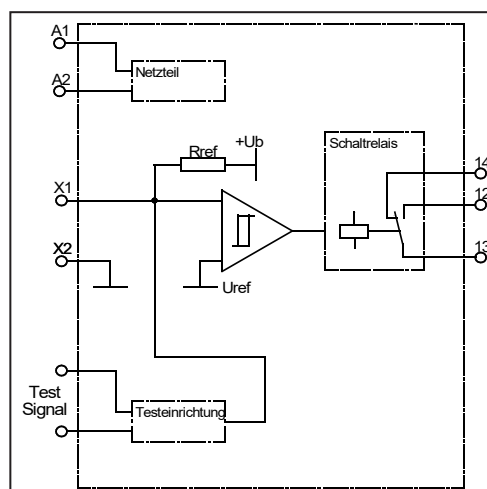 A1
Netzteil
A2
+Ub
Rref
Schaltrelais
14
12
X1
13
X2
Uref
Test
Signal
Testeinrichtung